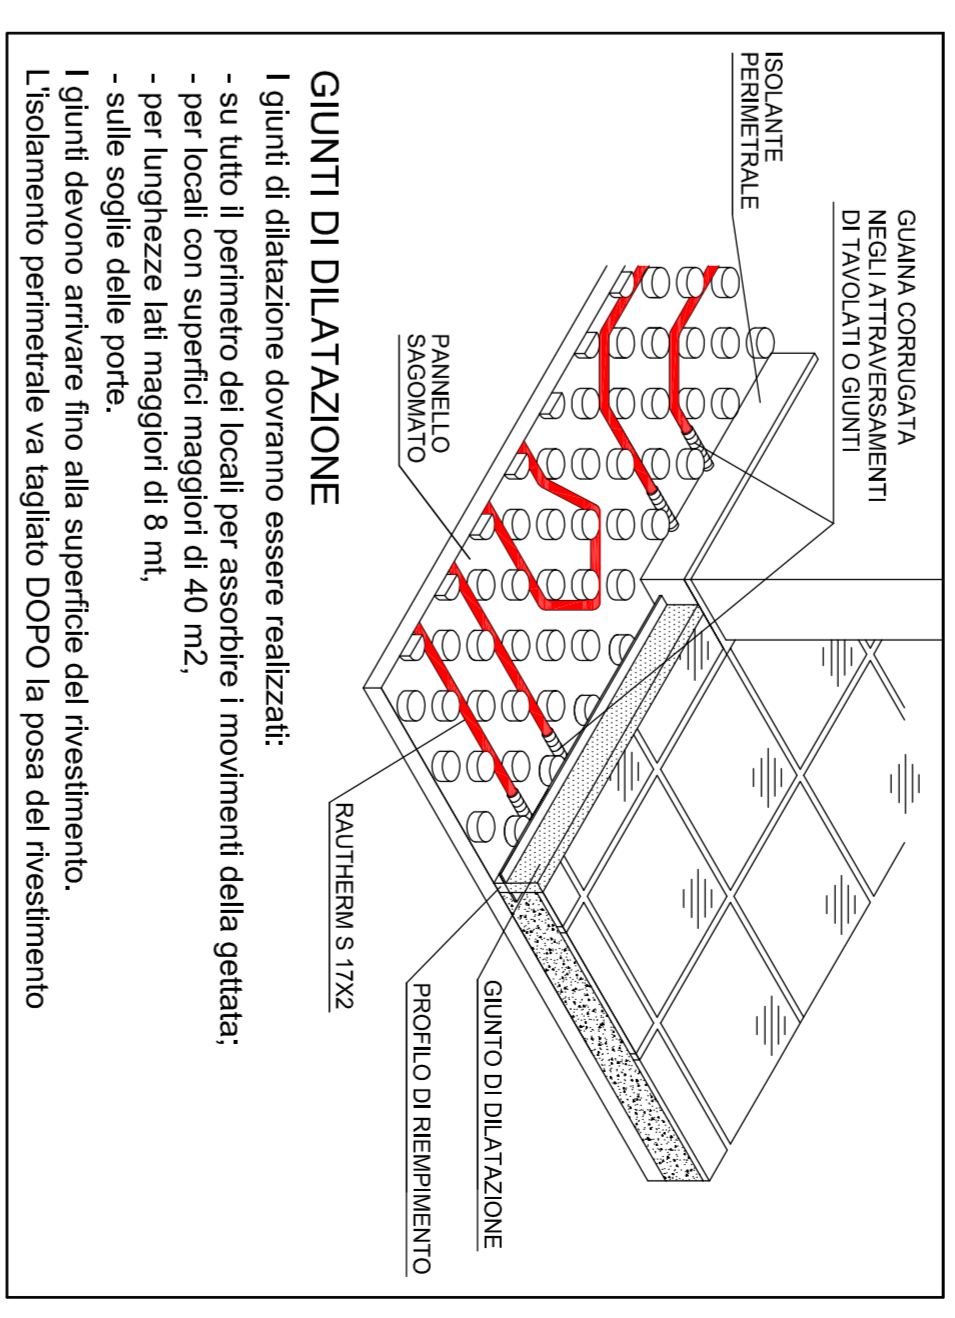 GUAINA CORRUGATA
NEGLI ATTRAVERSAMENTI
DI TAVOLATI O GIUNTI
ISOLANTE
PERIMETRALE
PANNELLO
SAGOMATO
RAUTHERM S 17X2
GIUNTO DI DILATAZIONE
PROFILO DI RIEMPIMENTO
GIUNTI DI DILATAZIONE
I giunti di dilatazione dovranno essere realizzati:
- su tutto il perimetro dei locali per assorbire i movimenti della gettata;
- per locali con superfici maggiori di 40 m2,
- per lunghezze lati maggiori di 8 mt,
- sulle soglie delle porte.
I giunti devono arrivare fino alla superficie del rivestimento.
L'isolamento perimetrale va tagliato DOPO la posa del rivestimento